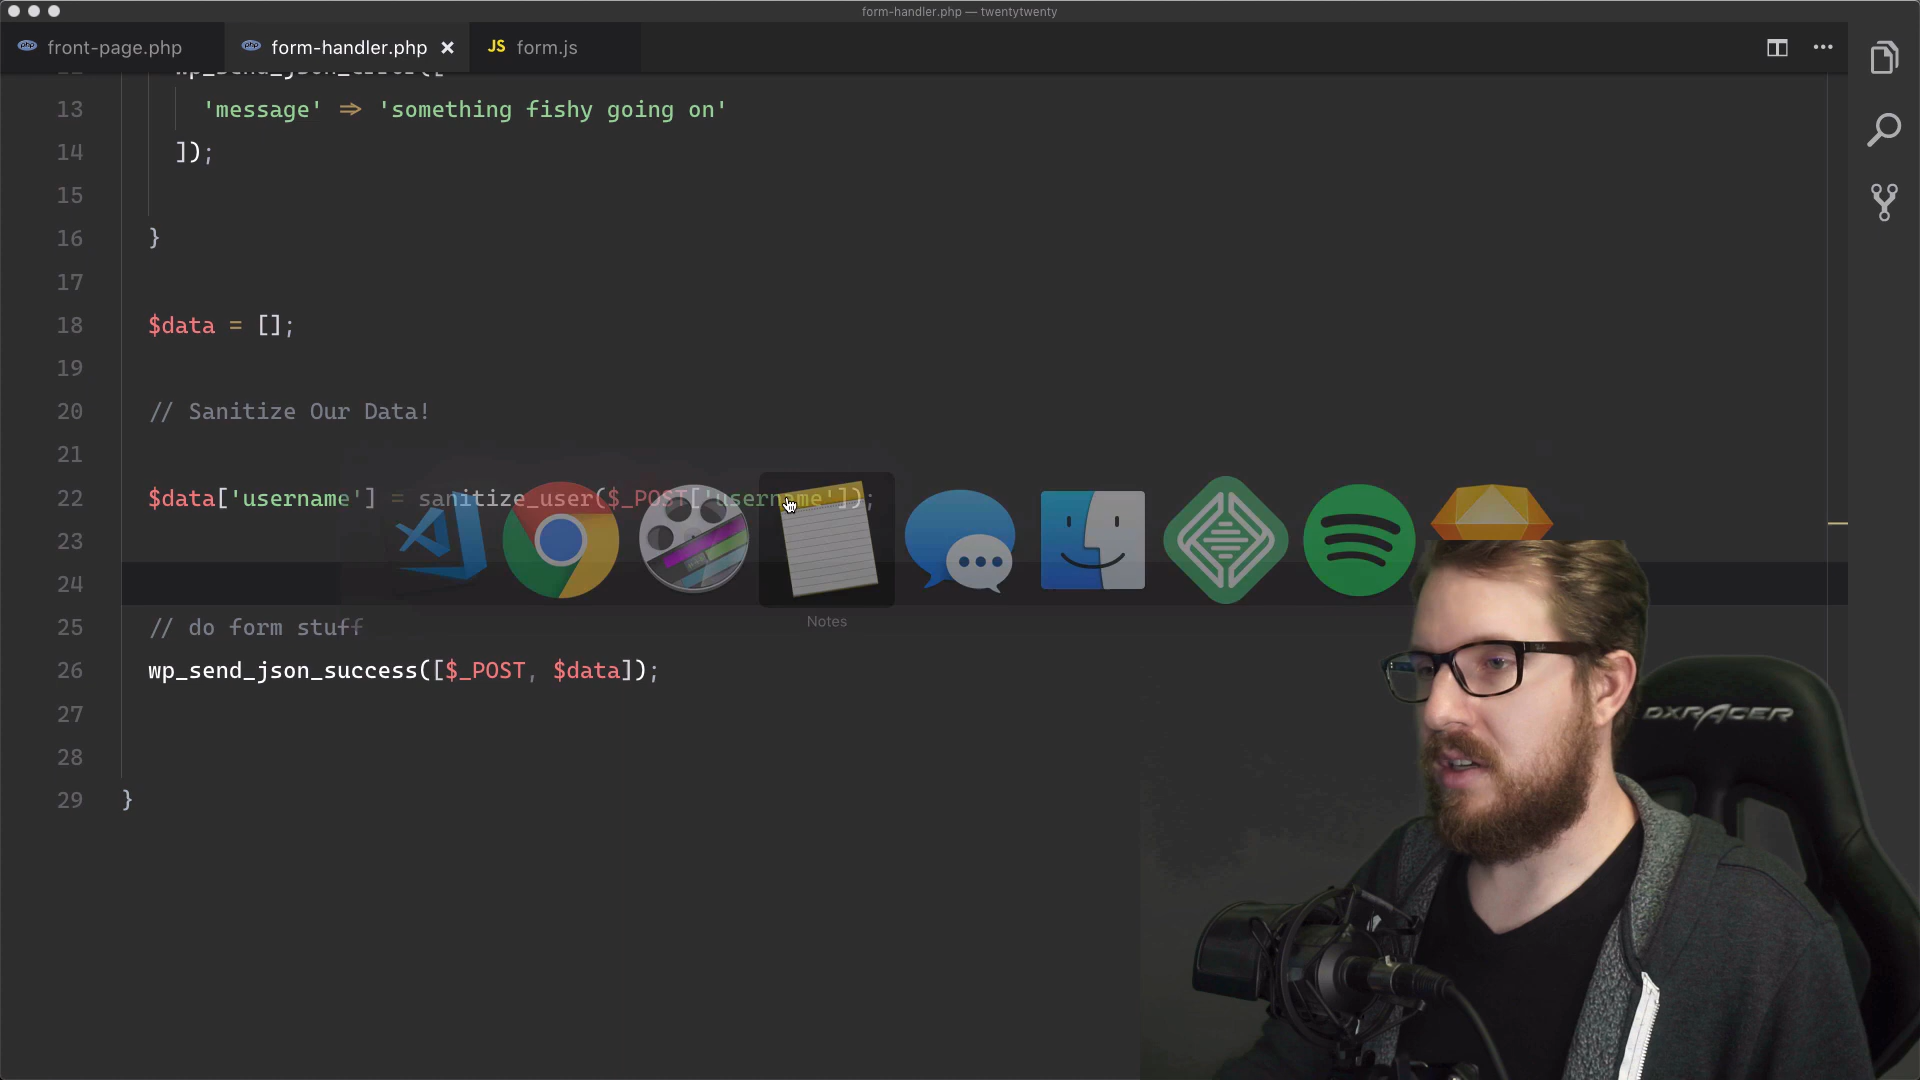 form-handler.php — twentytwenty
php front-page.php php form-handler.php × JS form.js
13 'message' => 'something fishy going on'
14 ]);
15
16 }
17
18 $data = [];
19
20 // Sanitize Our Data!
21
22 $data['username'] = sanitize_user($_POST['username']);
23
24
Notes
25 // do form stuff
26 wp_send_json_success([$_POST, $data]);
27
28
29 }
DXRACER